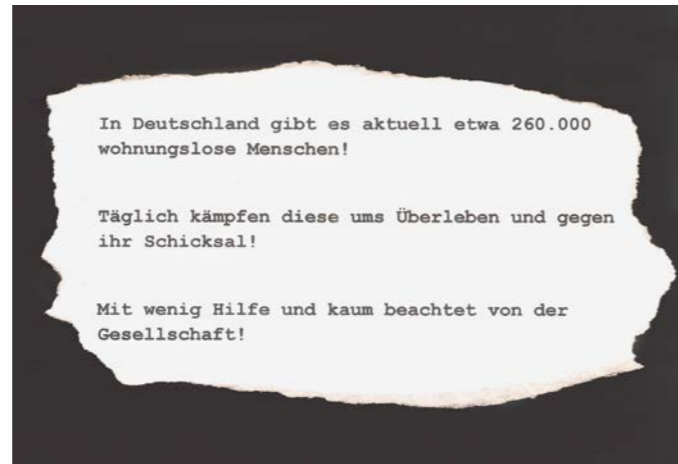 In Deutschland gibt es aktuell etwa 260.000
wohnungslose Menschen!
Täglich kämpfen diese ums Überleben und gegen
ihr Schicksal!
Mit wenig Hilfe und kaum beachtet von der
Gesellschaft!